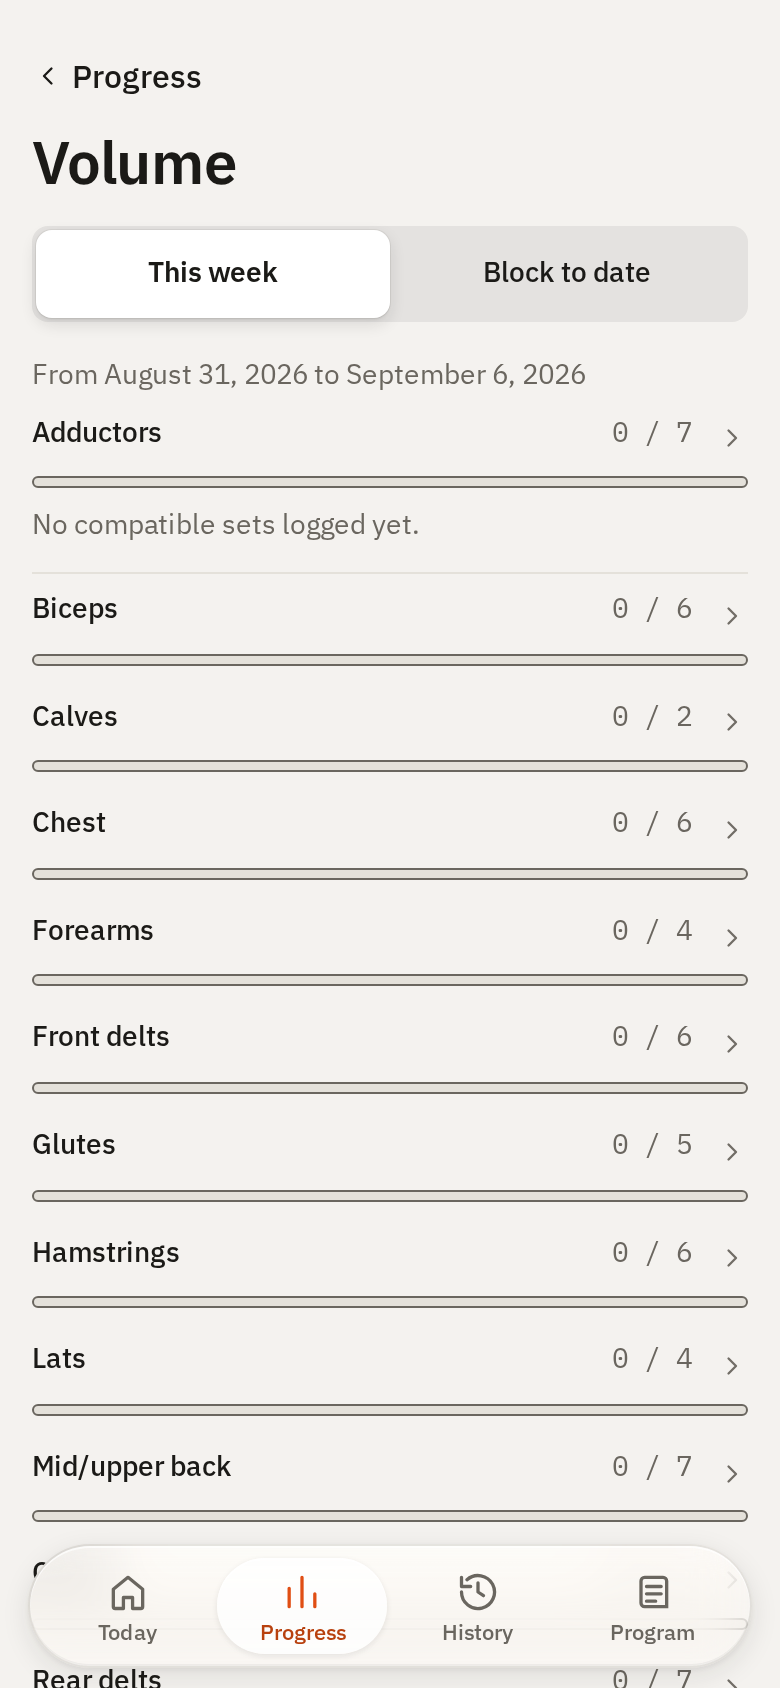 Progress
Volume
This week
Block to date
From August 31, 2026 to September 6, 2026
Adductors 0 / 7
No compatible sets logged yet.
Biceps 0 / 6
Calves 0 / 2
Chest 0 / 6
Forearms 0 / 4
Front delts 0 / 6
Glutes 0 / 5
Hamstrings 0 / 6
Lats 0 / 4
Mid/upper back 0 / 7
Today
Progress
History
Program
Rear delts 0 / 7